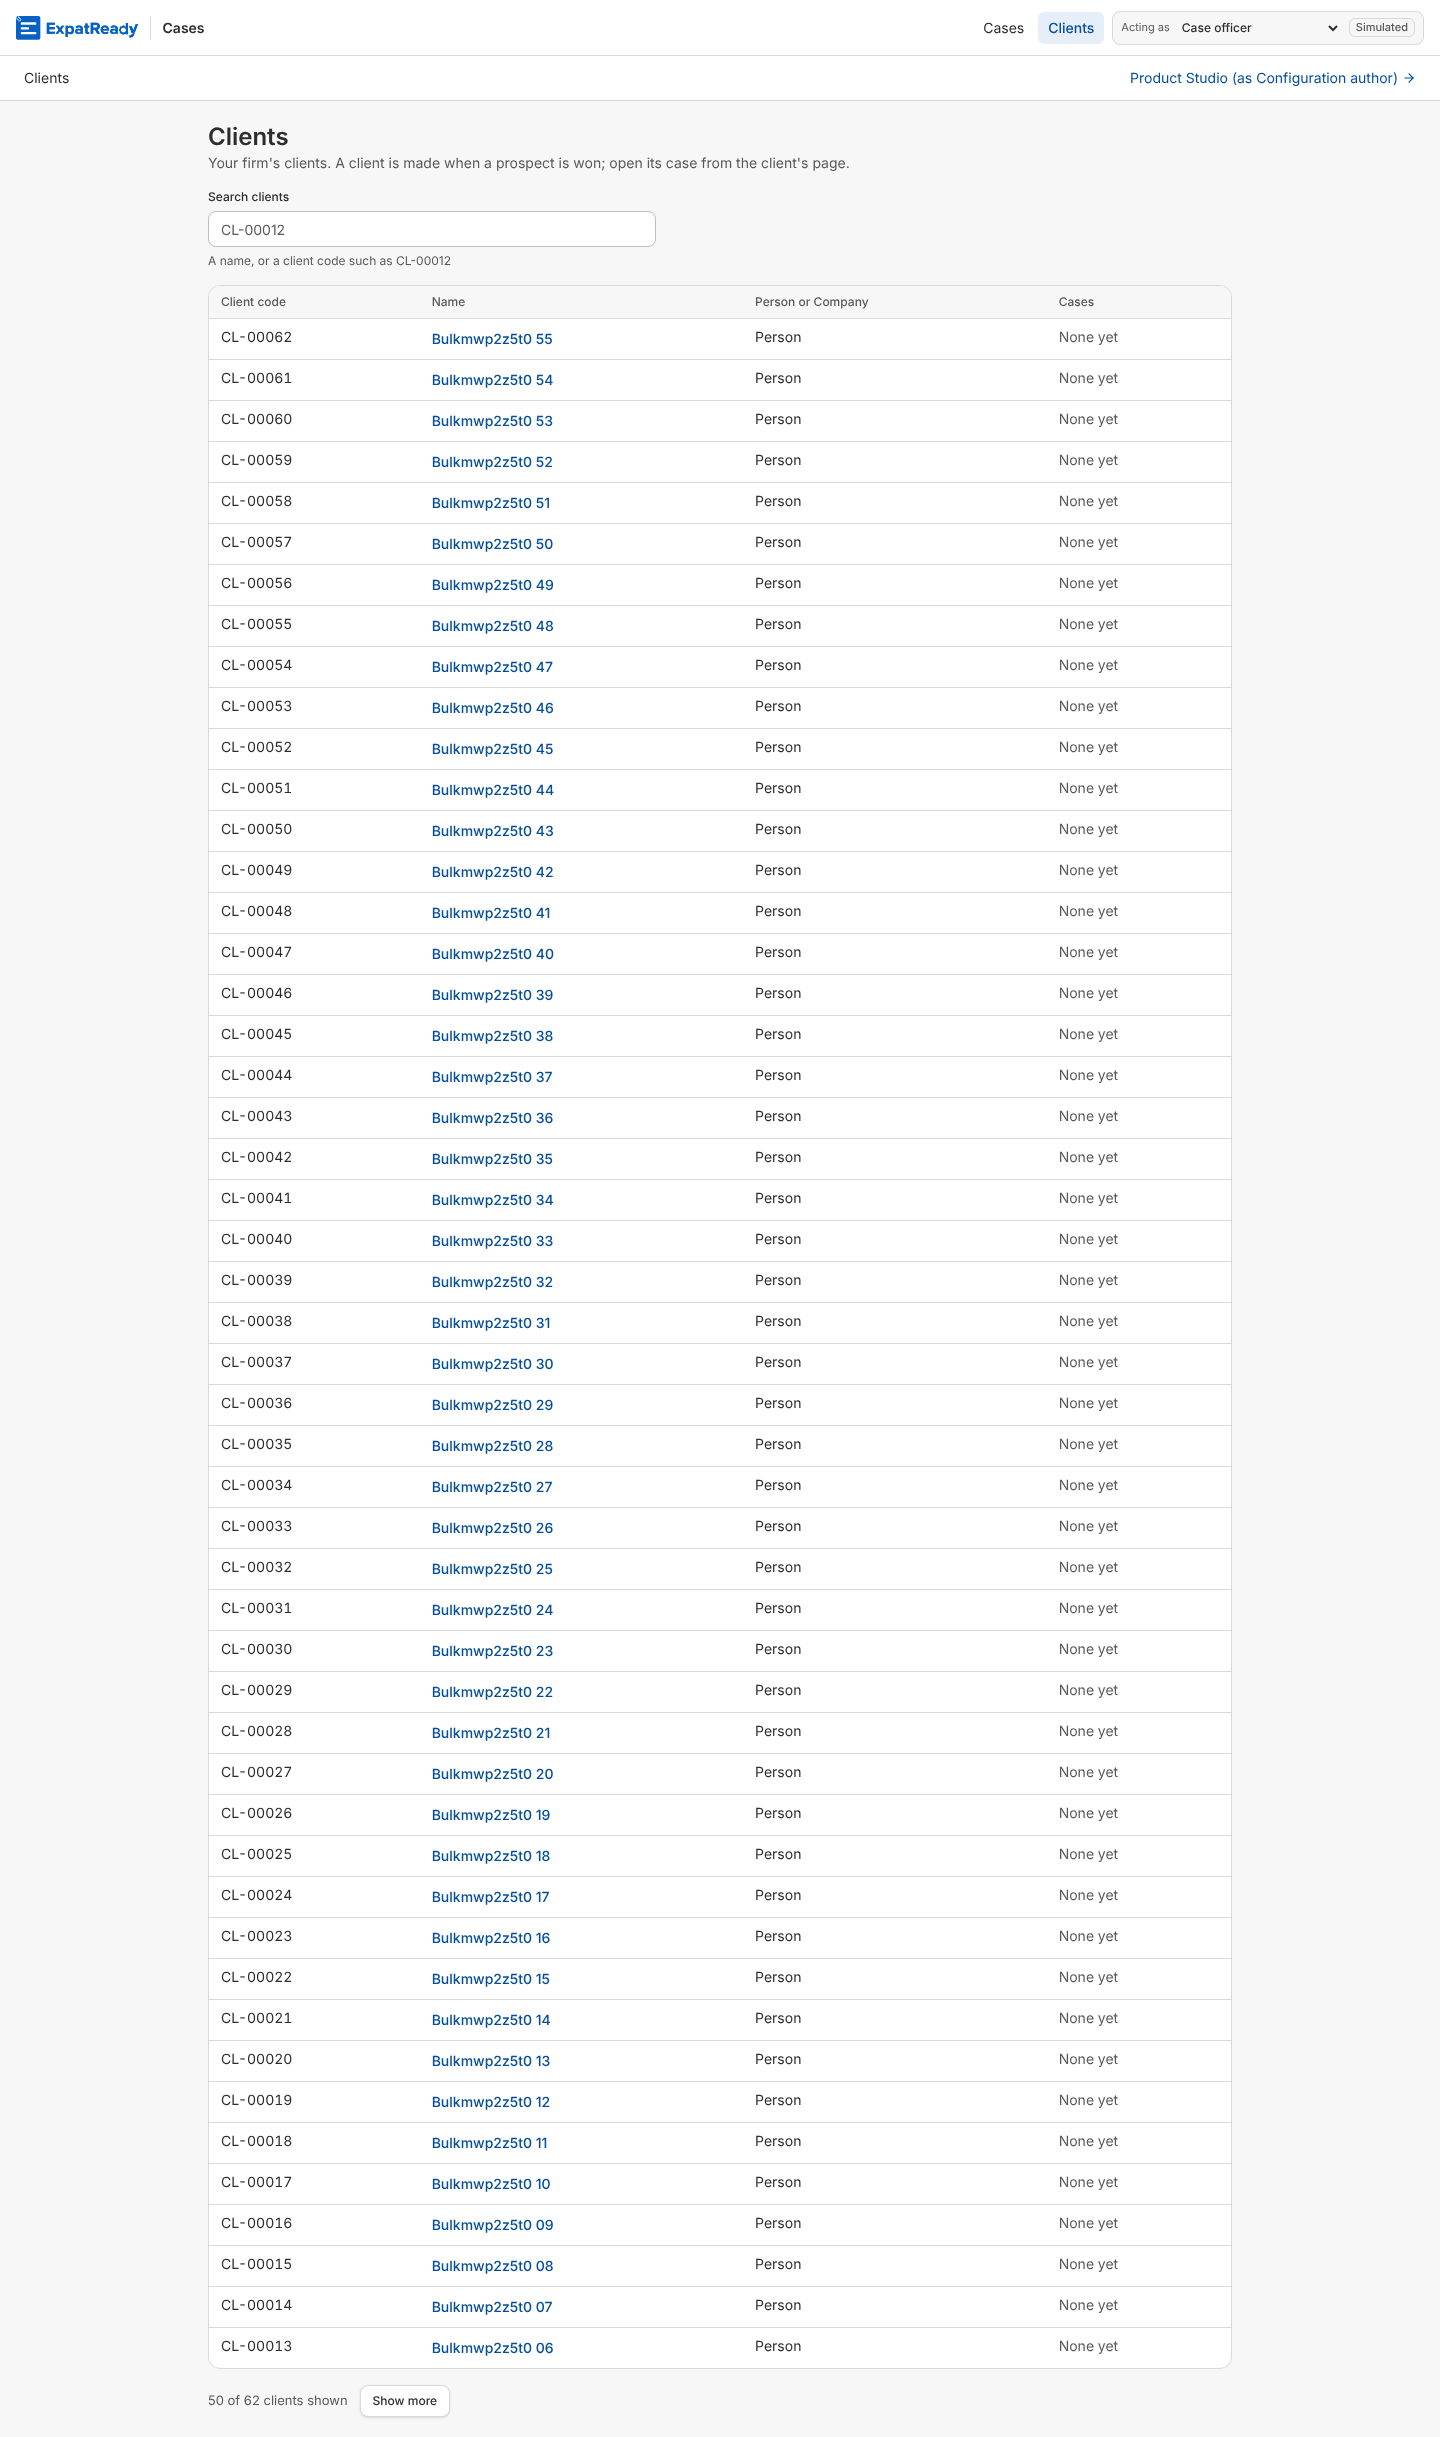 ExpatReady Cases Cases Clients Acting as Case officer Simulated
Clients Product Studio (as Configuration author) →
Clients
Your firm's clients. A client is made when a prospect is won; open its case from the client's page.
Search clients
CL-00012
A name, or a client code such as CL-00012
Client code Name Person or Company Cases
CL-00062 Bulkmwp2z5t0 55 Person None yet
CL-00061 Bulkmwp2z5t0 54 Person None yet
CL-00060 Bulkmwp2z5t0 53 Person None yet
CL-00059 Bulkmwp2z5t0 52 Person None yet
CL-00058 Bulkmwp2z5t0 51 Person None yet
CL-00057 Bulkmwp2z5t0 50 Person None yet
CL-00056 Bulkmwp2z5t0 49 Person None yet
CL-00055 Bulkmwp2z5t0 48 Person None yet
CL-00054 Bulkmwp2z5t0 47 Person None yet
CL-00053 Bulkmwp2z5t0 46 Person None yet
CL-00052 Bulkmwp2z5t0 45 Person None yet
CL-00051 Bulkmwp2z5t0 44 Person None yet
CL-00050 Bulkmwp2z5t0 43 Person None yet
CL-00049 Bulkmwp2z5t0 42 Person None yet
CL-00048 Bulkmwp2z5t0 41 Person None yet
CL-00047 Bulkmwp2z5t0 40 Person None yet
CL-00046 Bulkmwp2z5t0 39 Person None yet
CL-00045 Bulkmwp2z5t0 38 Person None yet
CL-00044 Bulkmwp2z5t0 37 Person None yet
CL-00043 Bulkmwp2z5t0 36 Person None yet
CL-00042 Bulkmwp2z5t0 35 Person None yet
CL-00041 Bulkmwp2z5t0 34 Person None yet
CL-00040 Bulkmwp2z5t0 33 Person None yet
CL-00039 Bulkmwp2z5t0 32 Person None yet
CL-00038 Bulkmwp2z5t0 31 Person None yet
CL-00037 Bulkmwp2z5t0 30 Person None yet
CL-00036 Bulkmwp2z5t0 29 Person None yet
CL-00035 Bulkmwp2z5t0 28 Person None yet
CL-00034 Bulkmwp2z5t0 27 Person None yet
CL-00033 Bulkmwp2z5t0 26 Person None yet
CL-00032 Bulkmwp2z5t0 25 Person None yet
CL-00031 Bulkmwp2z5t0 24 Person None yet
CL-00030 Bulkmwp2z5t0 23 Person None yet
CL-00029 Bulkmwp2z5t0 22 Person None yet
CL-00028 Bulkmwp2z5t0 21 Person None yet
CL-00027 Bulkmwp2z5t0 20 Person None yet
CL-00026 Bulkmwp2z5t0 19 Person None yet
CL-00025 Bulkmwp2z5t0 18 Person None yet
CL-00024 Bulkmwp2z5t0 17 Person None yet
CL-00023 Bulkmwp2z5t0 16 Person None yet
CL-00022 Bulkmwp2z5t0 15 Person None yet
CL-00021 Bulkmwp2z5t0 14 Person None yet
CL-00020 Bulkmwp2z5t0 13 Person None yet
CL-00019 Bulkmwp2z5t0 12 Person None yet
CL-00018 Bulkmwp2z5t0 11 Person None yet
CL-00017 Bulkmwp2z5t0 10 Person None yet
CL-00016 Bulkmwp2z5t0 09 Person None yet
CL-00015 Bulkmwp2z5t0 08 Person None yet
CL-00014 Bulkmwp2z5t0 07 Person None yet
CL-00013 Bulkmwp2z5t0 06 Person None yet
50 of 62 clients shown Show more